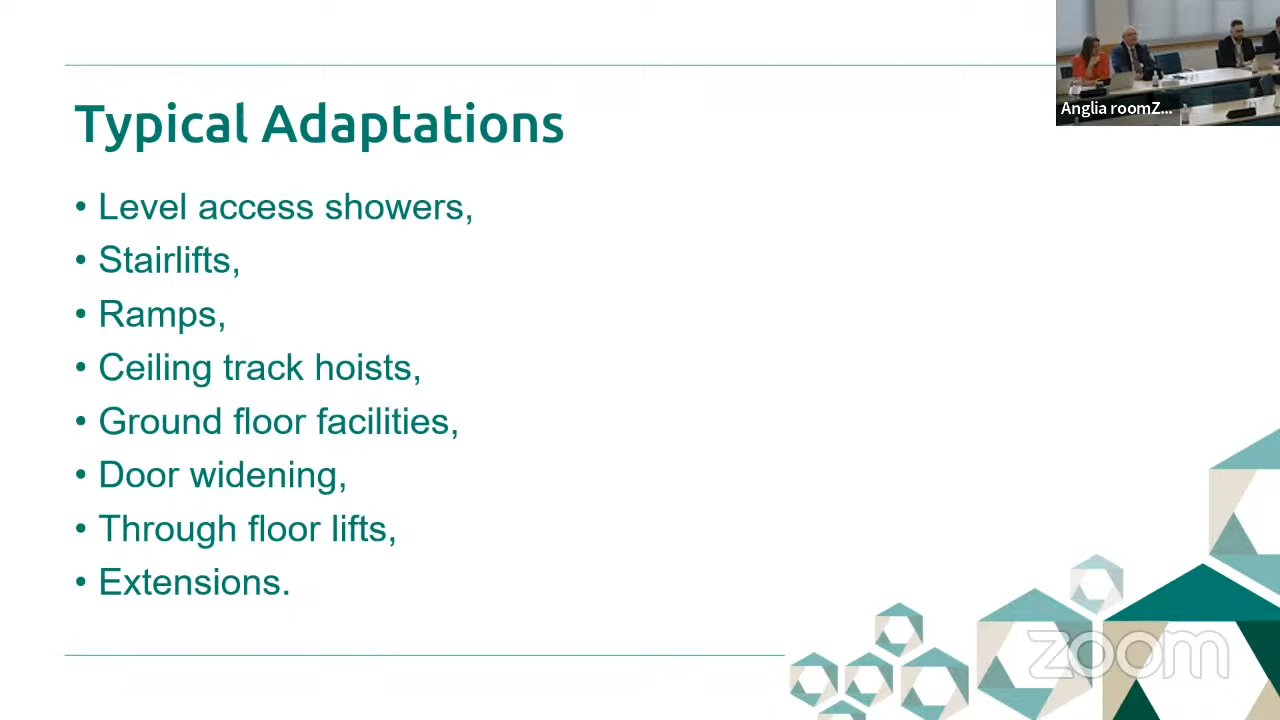 Typical Adaptations
• Level access showers,
• Stairlifts,
• Ramps,
• Ceiling track hoists,
• Ground floor facilities,
• Door widening,
• Through floor lifts,
• Extensions.
Anglia roomZ...
zoom